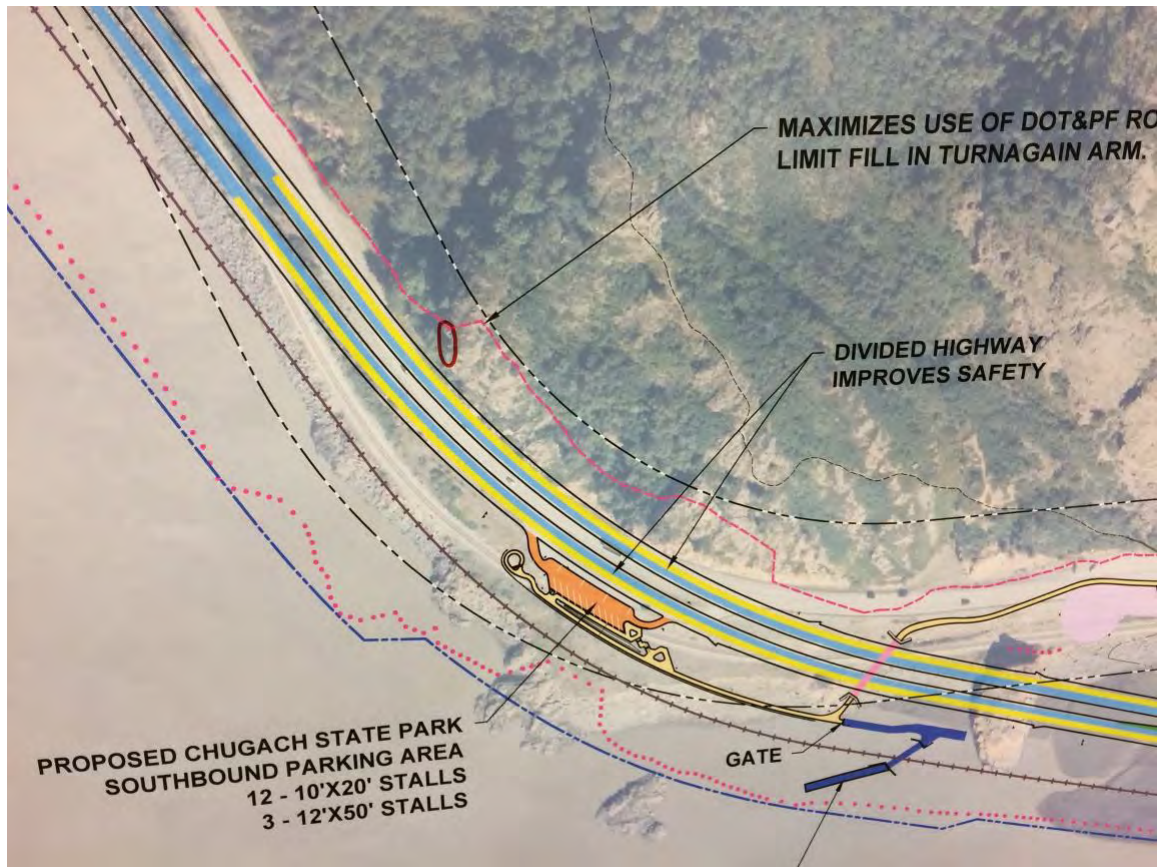 MAXIMIZES USE OF DOT&PF RO
LIMIT FILL IN TURNAGAIN ARM.
DIVIDED HIGHWAY
IMPROVES SAFETY
PROPOSED CHUGACH STATE PARK
SOUTHBOUND PARKING AREA
12 - 10'X20' STALLS
3 - 12'X50' STALLS
GATE